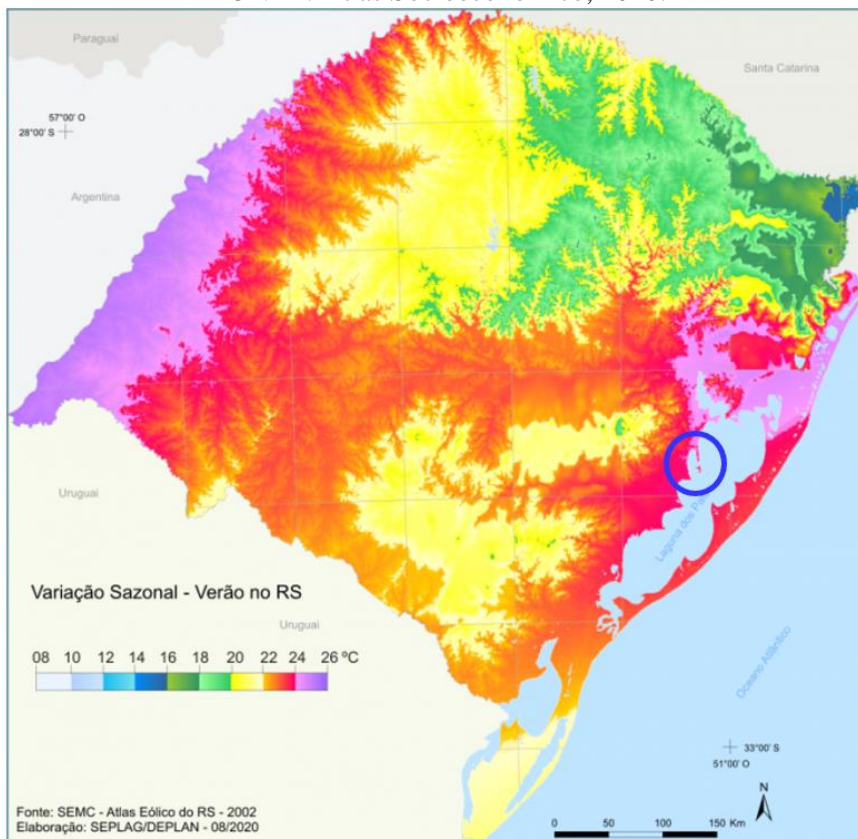 Paraguai
Santa Catarina
57°00' O
28°00' S
Argentina
Uruguai
Laguna dos
Variação Sazonal - Verão no RS
Uruguai
08 10 12 14 16 18 20 22 24 26 ºC
Oceano Atlântico
33°00' S
51°00' O
N
Fonte: SEMC - Atlas Eólico do RS - 2002
Elaboração: SEPLAG/DEPLAN - 08/2020
0 50 100 150 Km